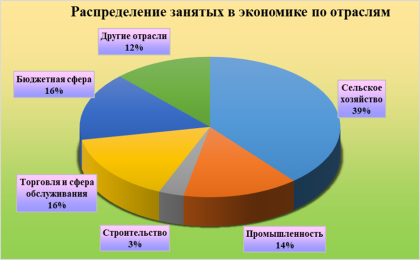 Распределение занятых в экономике по отраслям
Другие отрасли
12%
Бюджетная сфера
16%
Сельское
хозяйство
39%
Торговля и сфера
обслуживания
16%
Строительство
3%
Промышленность
14%